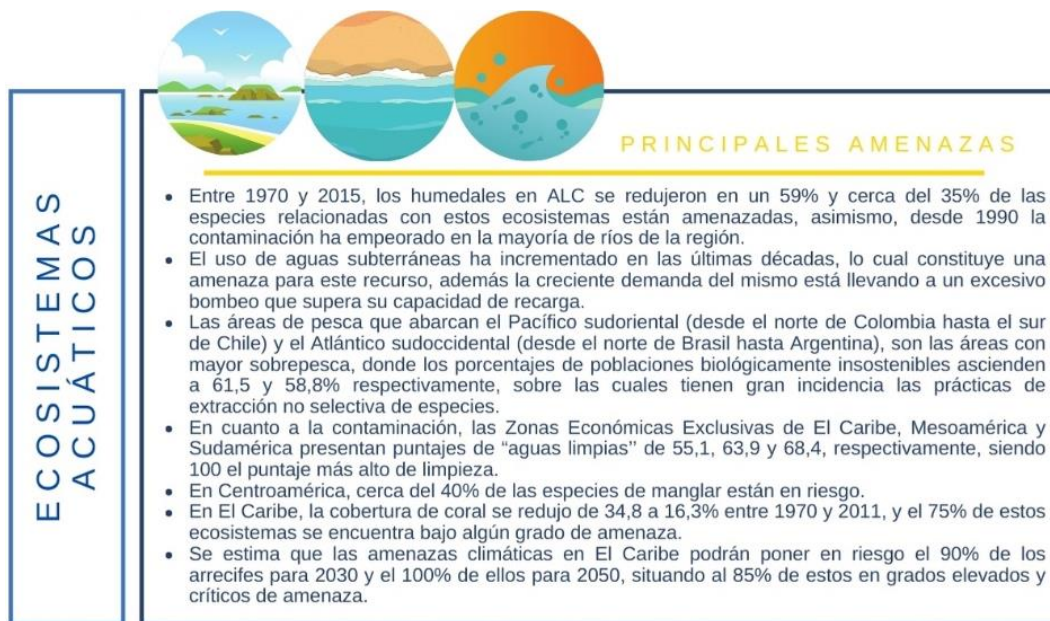 ECOSISTEMAS
ACUÁTICOS
PRINCIPALES AMENAZAS
• Entre 1970 y 2015, los humedales en ALC se redujeron en un 59% y cerca del 35% de las
especies relacionadas con estos ecosistemas están amenazadas, asimismo, desde 1990 la
contaminación ha empeorado en la mayoría de ríos de la región.
• El uso de aguas subterráneas ha incrementado en las últimas décadas, lo cual constituye una
amenaza para este recurso, además la creciente demanda del mismo está llevando a un excesivo
bombeo que supera su capacidad de recarga.
• Las áreas de pesca que abarcan el Pacífico sudoriental (desde el norte de Colombia hasta el sur
de Chile) y el Atlántico sudoccidental (desde el norte de Brasil hasta Argentina), son las áreas con
mayor sobrepesca, donde los porcentajes de poblaciones biológicamente insostenibles ascienden
a 61,5 y 58,8% respectivamente, sobre las cuales tienen gran incidencia las prácticas de
extracción no selectiva de especies.
• En cuanto a la contaminación, las Zonas Económicas Exclusivas de El Caribe, Mesoamérica y
Sudamérica presentan puntajes de “aguas limpias” de 55,1, 63,9 y 68,4, respectivamente, siendo
100 el puntaje más alto de limpieza.
• En Centroamérica, cerca del 40% de las especies de manglar están en riesgo.
• En El Caribe, la cobertura de coral se redujo de 34,8 a 16,3% entre 1970 y 2011, y el 75% de estos
ecosistemas se encuentra bajo algún grado de amenaza.
• Se estima que las amenazas climáticas en El Caribe podrán poner en riesgo el 90% de los
arrecifes para 2030 y el 100% de ellos para 2050, situando al 85% de estos en grados elevados y
críticos de amenaza.